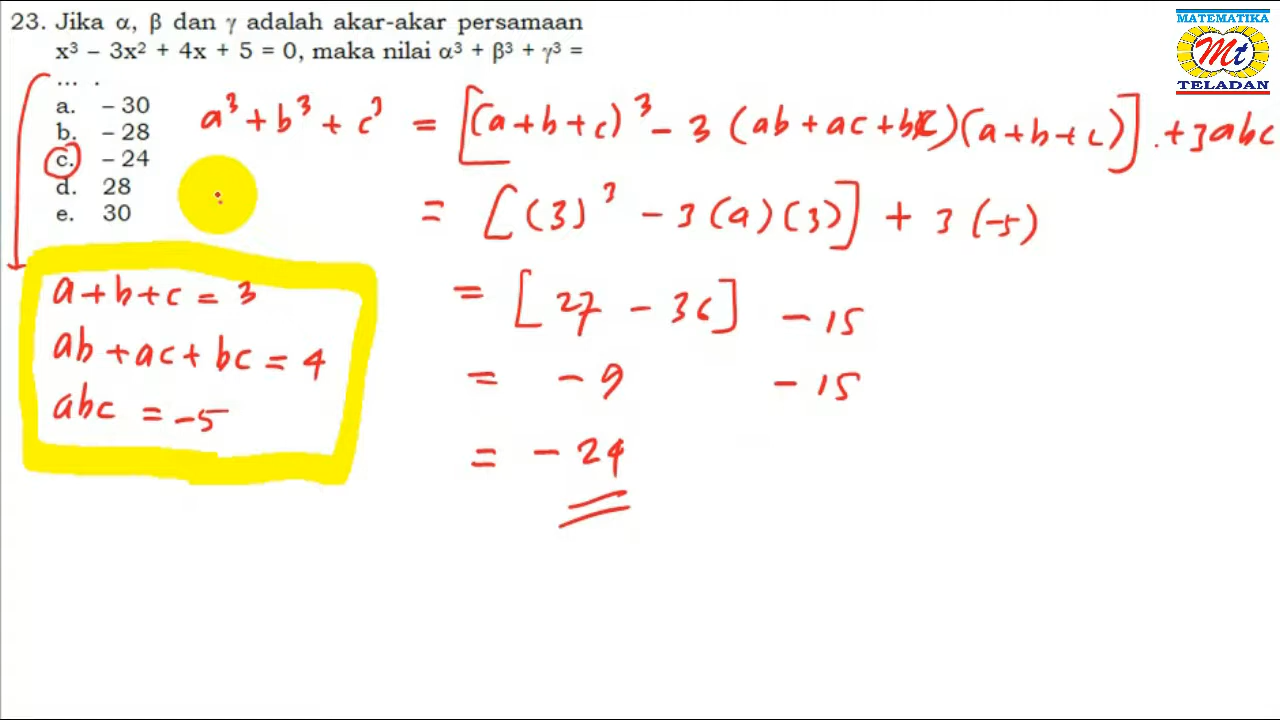 23. Jika α, β dan γ adalah akar-akar persamaan
x³ – 3x² + 4x + 5 = 0, maka nilai α³ + β³ + γ³ =
... .
a. – 30
b. – 28
c. – 24
d. 28
e. 30
MATEMATIKA
Mt
TELADAN
a³ + b³ + c³ = [(a+b+c)³ – 3 (ab+ac+bc)(a+b+c)] + 3abc
= [(3)³ – 3(4)(3)] + 3(–5)
= [27 – 36] – 15
= – 9 – 15
= – 24
a+b+c = 3
ab+ac+bc = 4
abc = –5